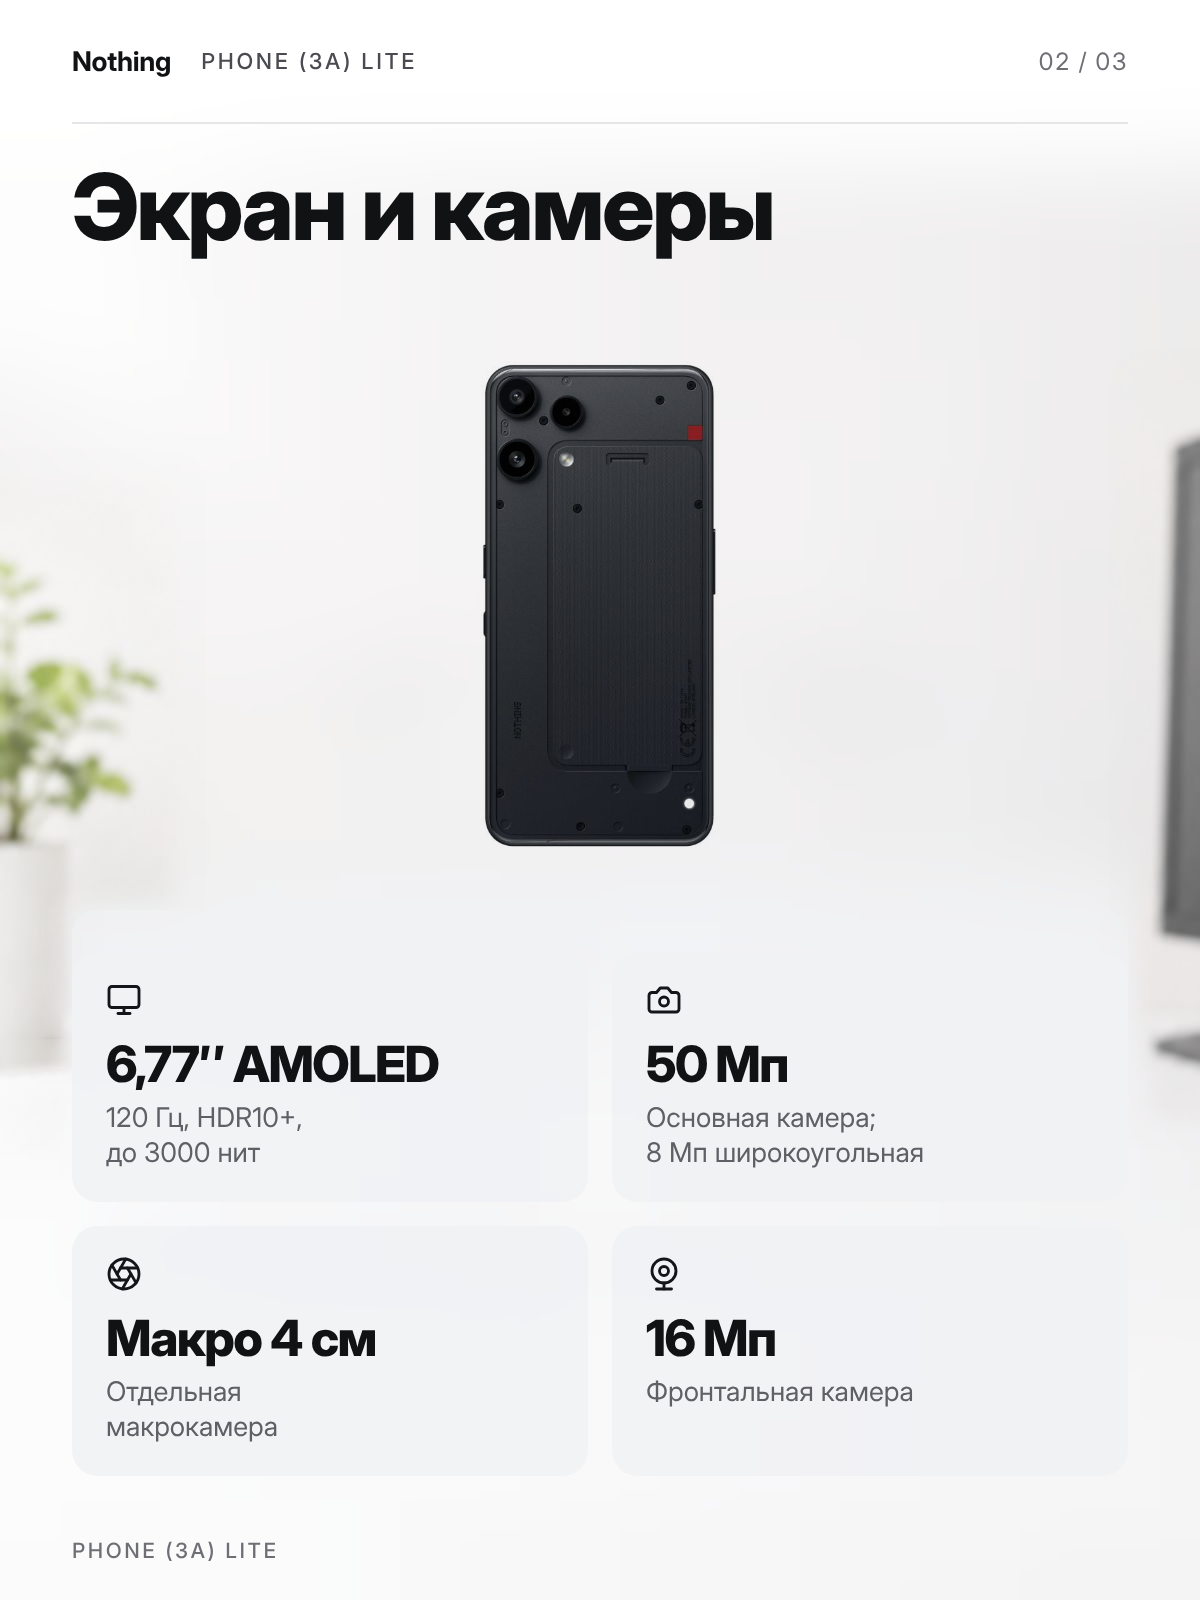 Nothing PHONE (3A) LITE 02 / 03
Экран и камеры
NOTHING
6,77″ AMOLED
120 Гц, HDR10+,
до 3000 нит
50 Мп
Основная камера;
8 Мп широкоугольная
Макро 4 см
Отдельная
макрокамера
16 Мп
Фронтальная камера
PHONE (3A) LITE